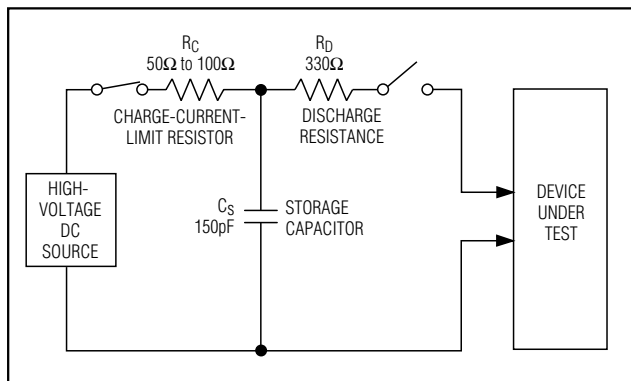 RC
50Ω to 100Ω
CHARGE-CURRENT-
LIMIT RESISTOR
RD
330Ω
DISCHARGE
RESISTANCE
HIGH-
VOLTAGE
DC
SOURCE
CS
150pF
STORAGE
CAPACITOR
DEVICE
UNDER
TEST